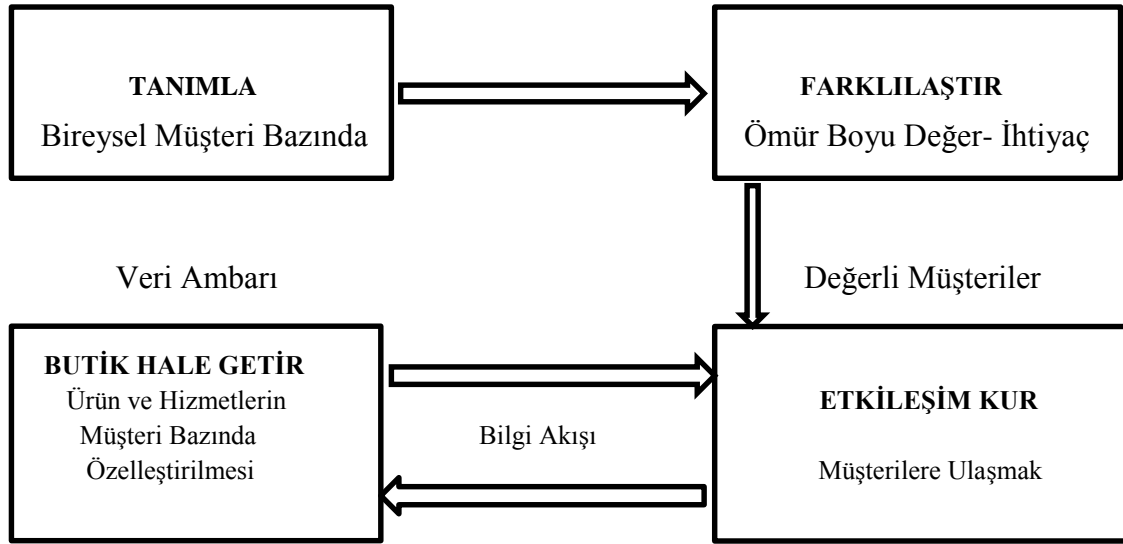 TANIMLA
Bireysel Müşteri Bazında
FARKLILAŞTIR
Ömür Boyu Değer- İhtiyaç
Veri Ambarı
Değerli Müşteriler
BUTİK HALE GETİR
Ürün ve Hizmetlerin
Müşteri Bazında
Özelleştirilmesi
Bilgi Akışı
ETKİLEŞİM KUR
Müşterilere Ulaşmak